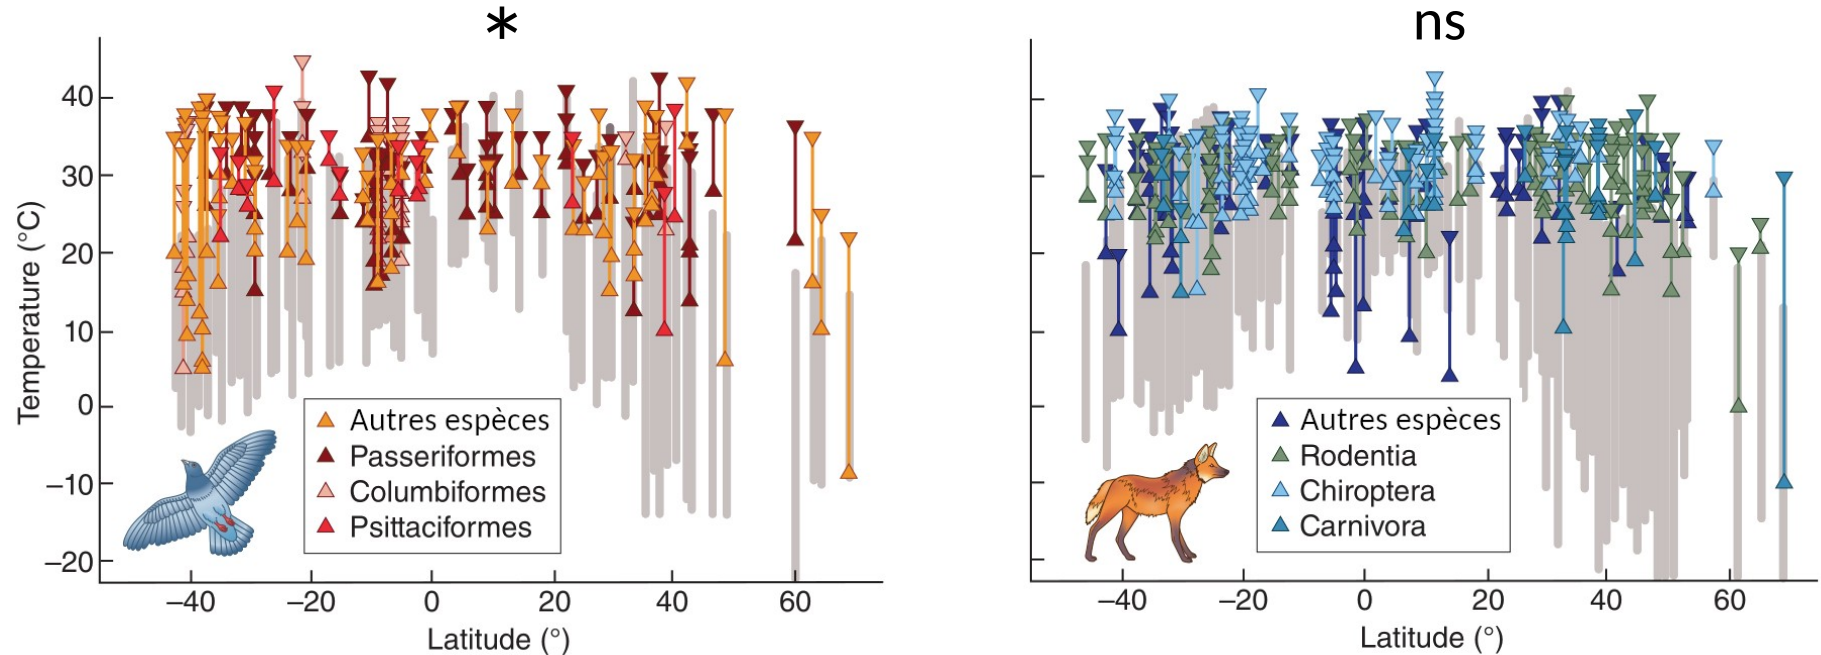 *
Temperature (°C)
40
30
20
10
0
−10
−20
Autres espèces
Passeriformes
Columbiformes
Psittaciformes
−40 −20 0 20 40 60
Latitude (°)
ns
Autres espèces
Rodentia
Chiroptera
Carnivora
−40 −20 0 20 40 60
Latitude (°)